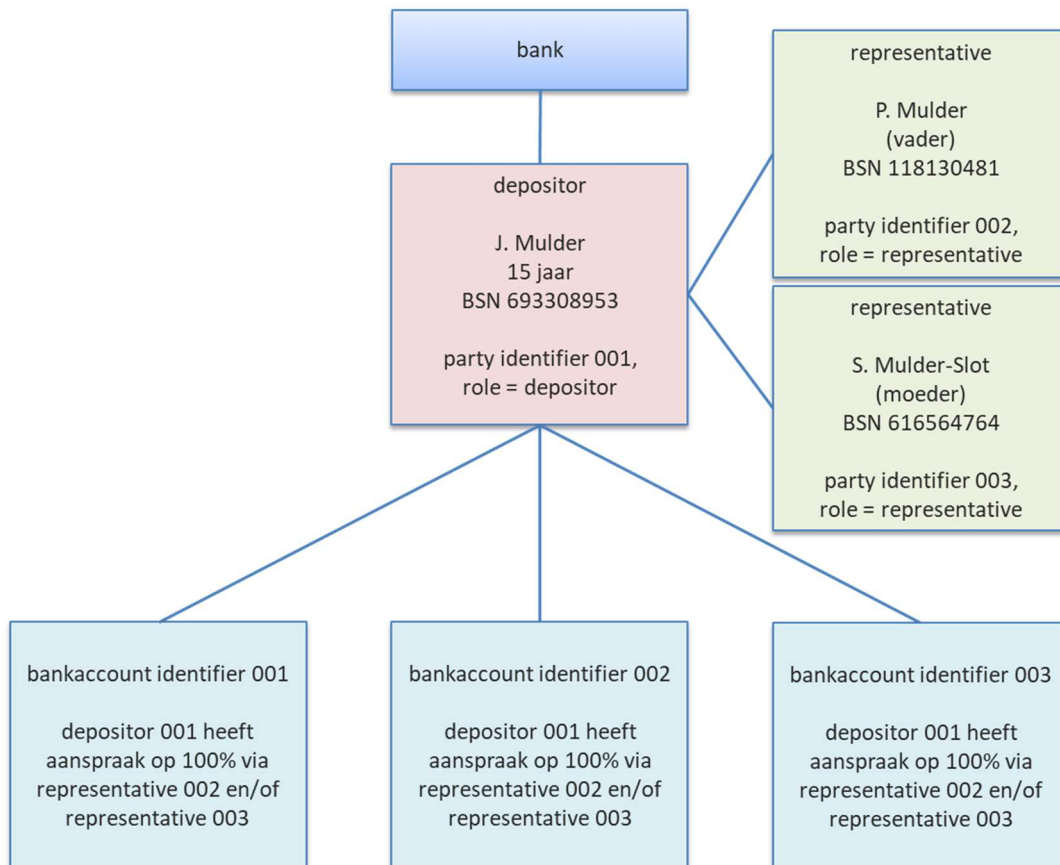 bank
depositor
J. Mulder
15 jaar
BSN 693308953
party identifier 001,
role = depositor
representative
P. Mulder
(vader)
BSN 118130481
party identifier 002,
role = representative
representative
S. Mulder-Slot
(moeder)
BSN 616564764
party identifier 003,
role = representative
bankaccount identifier 001
depositor 001 heeft
aanspraak op 100% via
representative 002 en/of
representative 003
bankaccount identifier 002
depositor 001 heeft
aanspraak op 100% via
representative 002 en/of
representative 003
bankaccount identifier 003
depositor 001 heeft
aanspraak op 100% via
representative 002 en/of
representative 003